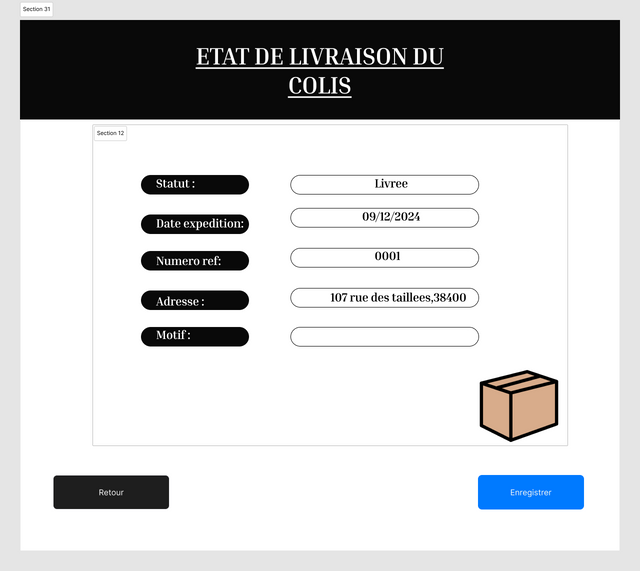 Section 31
ETAT DE LIVRAISON DU
COLIS
Section 12
Statut : Livree
Date expedition: 09/12/2024
Numero ref: 0001
Adresse : 107 rue des taillees,38400
Motif :
Retour
Enregistrer